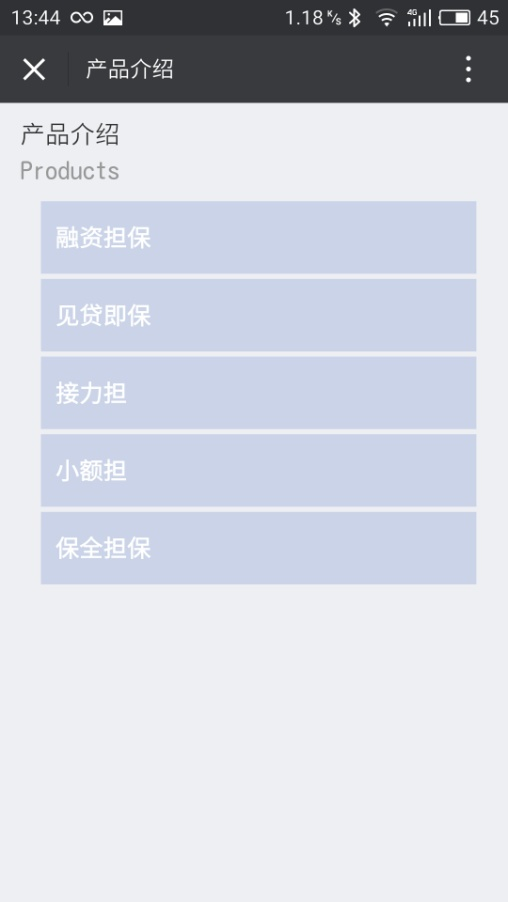 13:44 1.18 K/s 4G 45
产品介绍
产品介绍
Products
融资担保
见贷即保
接力担
小额担
保全担保